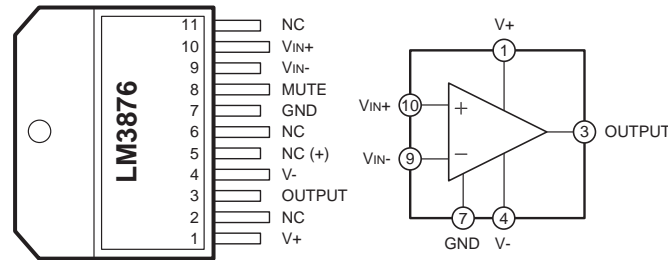 LM3876
11 NC
10 VIN+
9 VIN-
8 MUTE
7 GND
6 NC
5 NC (+)
4 V-
3 OUTPUT
2 NC
1 V+
V+
1
VIN+ 10 +
3 OUTPUT
VIN- 9 −
7 4
GND V-